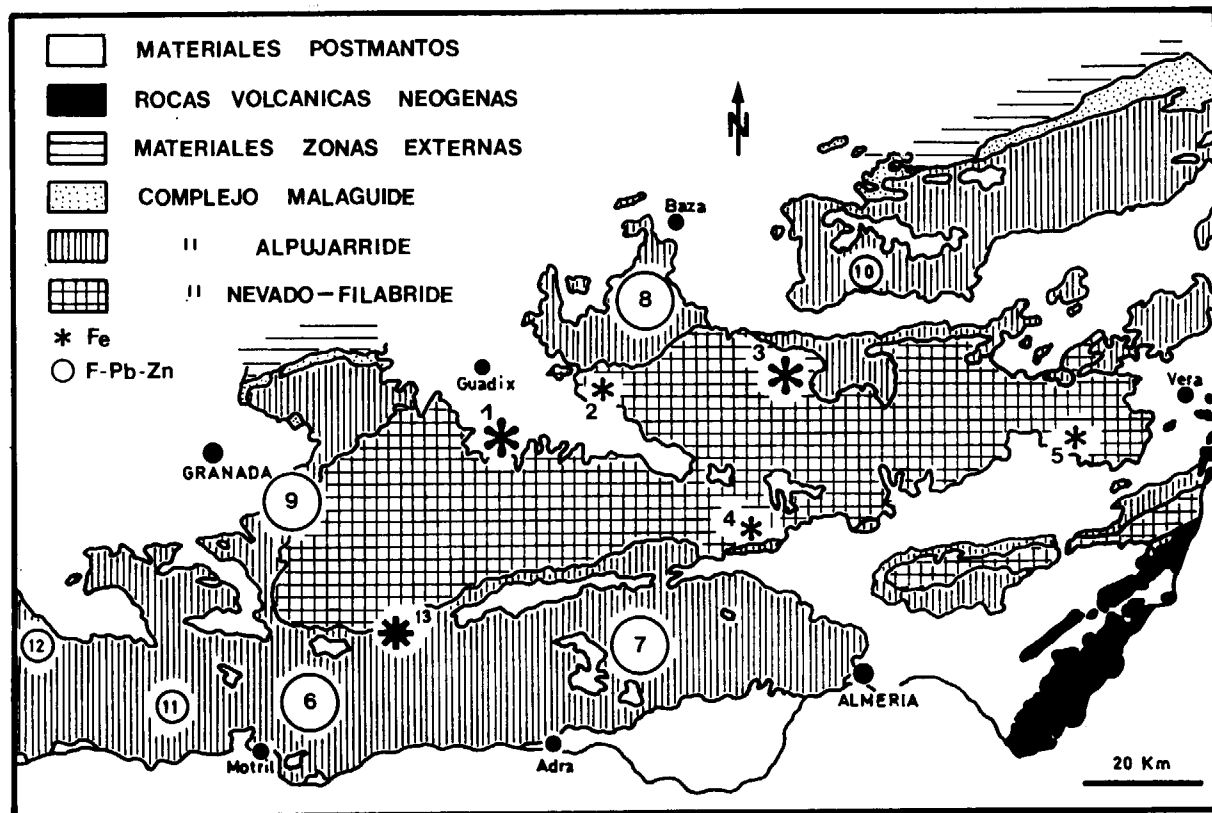 MATERIALES POSTMANTOS
ROCAS VOLCANICAS NEOGENAS
MATERIALES ZONAS EXTERNAS
COMPLEJO MALAGUIDE
" ALPUJARRIDE
" NEVADO-FILABRIDE
* Fe
F-Pb-Zn
N
Baza
10
8
3
Guadix
2
Vera
1
5
GRANADA
9
4
13
7
12
6
11
ALMERIA
Motril
Adra
20 Km